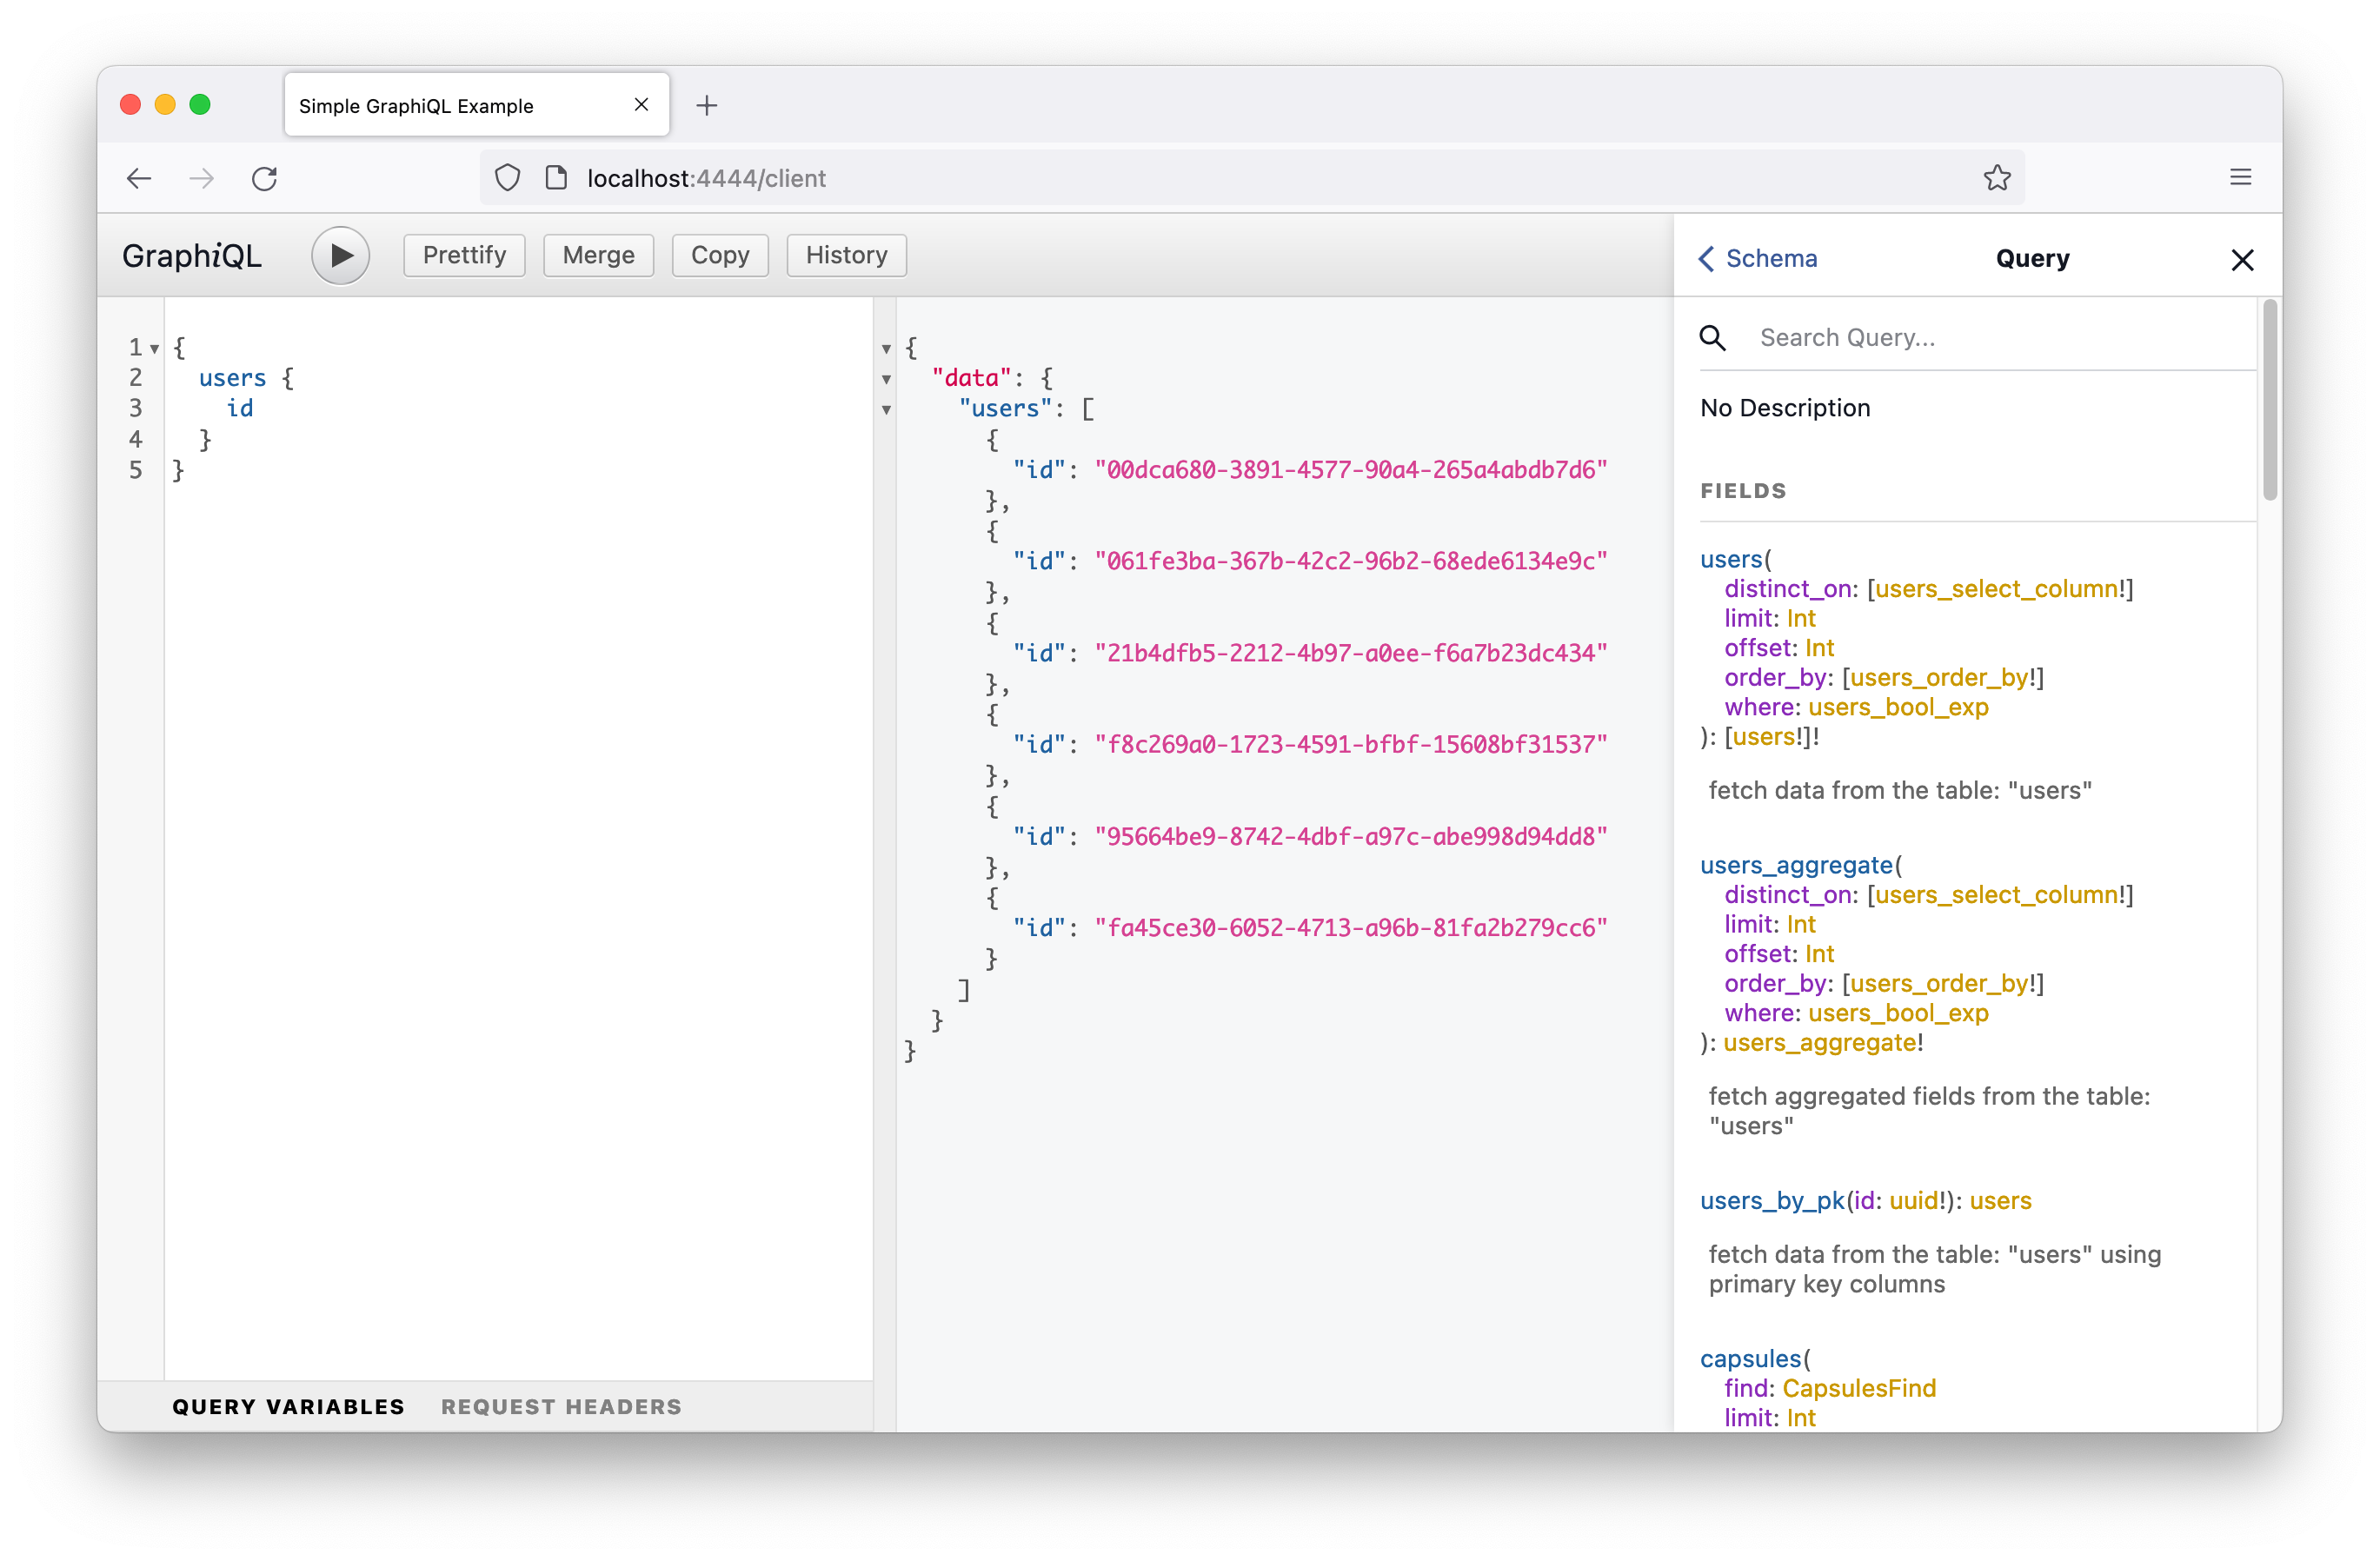 Simple GraphiQL Example
localhost:4444/client
GraphiQL
Prettify
Merge
Copy
History
Schema
Query
1 {
2 users {
3 id
4 }
5 }
{
"data": {
"users": [
{
"id": "00dca680-3891-4577-90a4-265a4abdb7d6"
},
{
"id": "061fe3ba-367b-42c2-96b2-68ede6134e9c"
},
{
"id": "21b4dfb5-2212-4b97-a0ee-f6a7b23dc434"
},
{
"id": "f8c269a0-1723-4591-bfbf-15608bf31537"
},
{
"id": "95664be9-8742-4dbf-a97c-abe998d94dd8"
},
{
"id": "fa45ce30-6052-4713-a96b-81fa2b279cc6"
}
]
}
}
Search Query...
No Description
FIELDS
users(
distinct_on: [users_select_column!]
limit: Int
offset: Int
order_by: [users_order_by!]
where: users_bool_exp
): [users!]!
fetch data from the table: "users"
users_aggregate(
distinct_on: [users_select_column!]
limit: Int
offset: Int
order_by: [users_order_by!]
where: users_bool_exp
): users_aggregate!
fetch aggregated fields from the table:
"users"
users_by_pk(id: uuid!): users
fetch data from the table: "users" using
primary key columns
capsules(
find: CapsulesFind
limit: Int
QUERY VARIABLES
REQUEST HEADERS